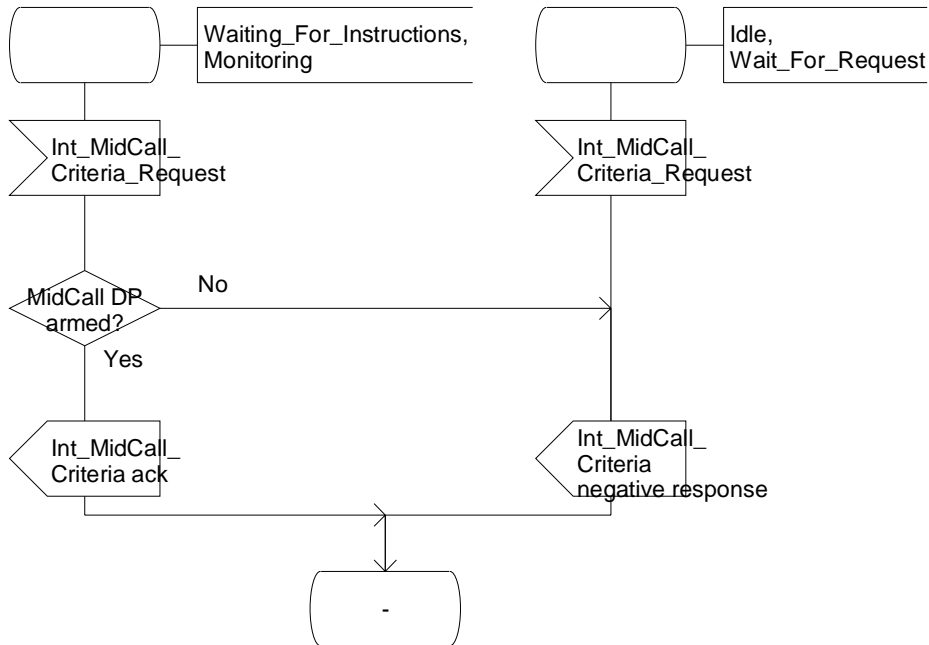 Waiting_For_Instructions,
Monitoring
Idle,
Wait_For_Request
Int_MidCall_
Criteria_Request
Int_MidCall_
Criteria_Request
MidCall DP
armed?
No
Yes
Int_MidCall_
Criteria ack
Int_MidCall_
Criteria
negative response
-